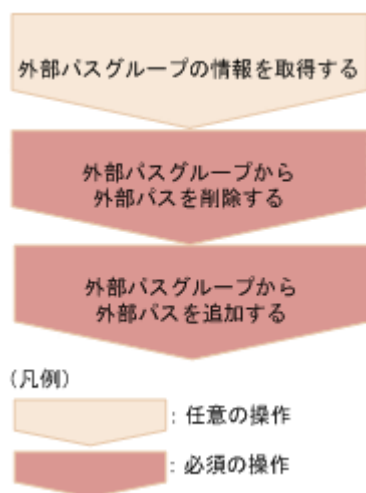 外部パスグループの情報を取得する
外部パスグループから
外部パスを削除する
外部パスグループから
外部パスを追加する
(凡例)
: 任意の操作
: 必須の操作